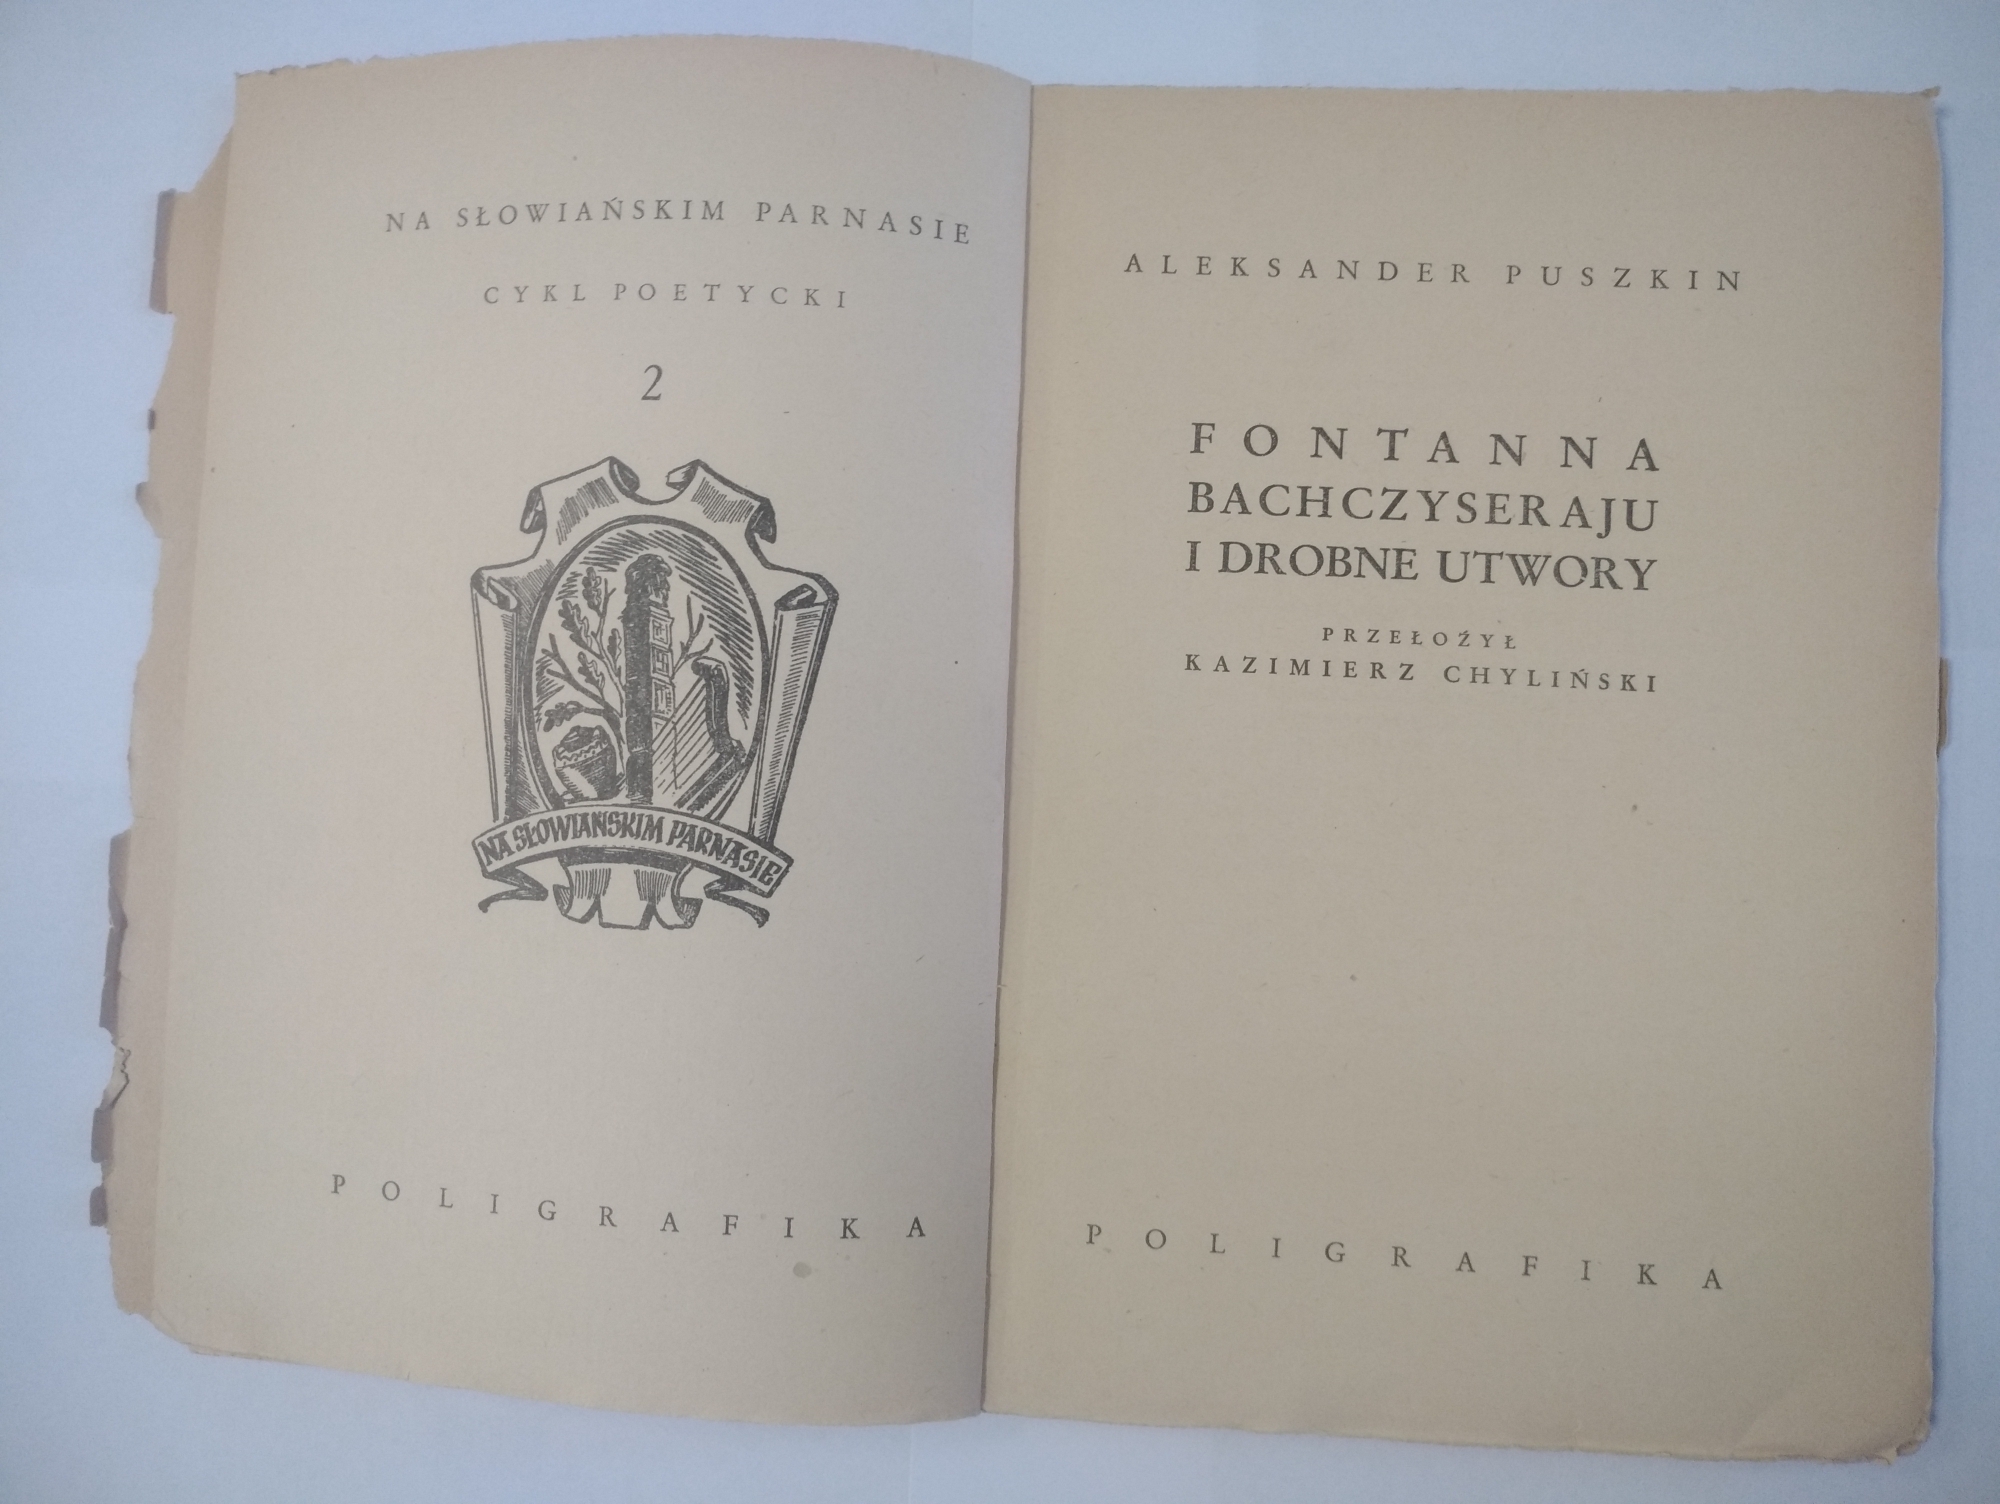 NA SŁOWIAŃSKIM PARNASIE
CYKL POETYCKI
2
NA SŁOWIAŃSKIM PARNASIE
POLIGRAFIKA
ALEKSANDER PUSZKIN
FONTANNA
BACHCZYSERAJU
I DROBNE UTWORY
PRZEŁOŻYŁ
KAZIMIERZ CHYLIŃSKI
POLIGRAFIKA